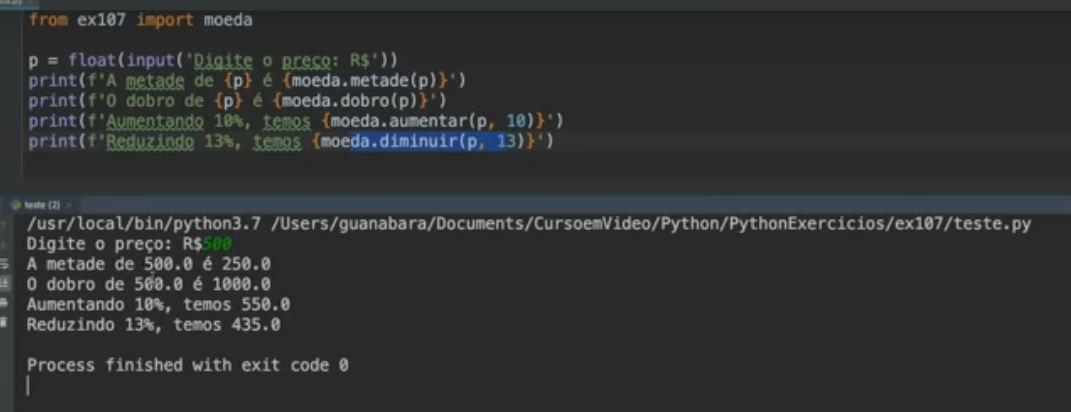 from ex107 import moeda
p = float(input('Digite o preço: R$'))
print(f'A metade de {p} é {moeda.metade(p)}')
print(f'O dobro de {p} é {moeda.dobro(p)}')
print(f'Aumentando 10%, temos {moeda.aumentar(p, 10)}')
print(f'Reduzindo 13%, temos {moeda.diminuir(p, 13)}')
teste (2)
/usr/local/bin/python3.7 /Users/guanabara/Documents/CursoemVideo/Python/PythonExercicios/ex107/teste.py
Digite o preço: R$500
A metade de 500.0 é 250.0
O dobro de 500.0 é 1000.0
Aumentando 10%, temos 550.0
Reduzindo 13%, temos 435.0
Process finished with exit code 0